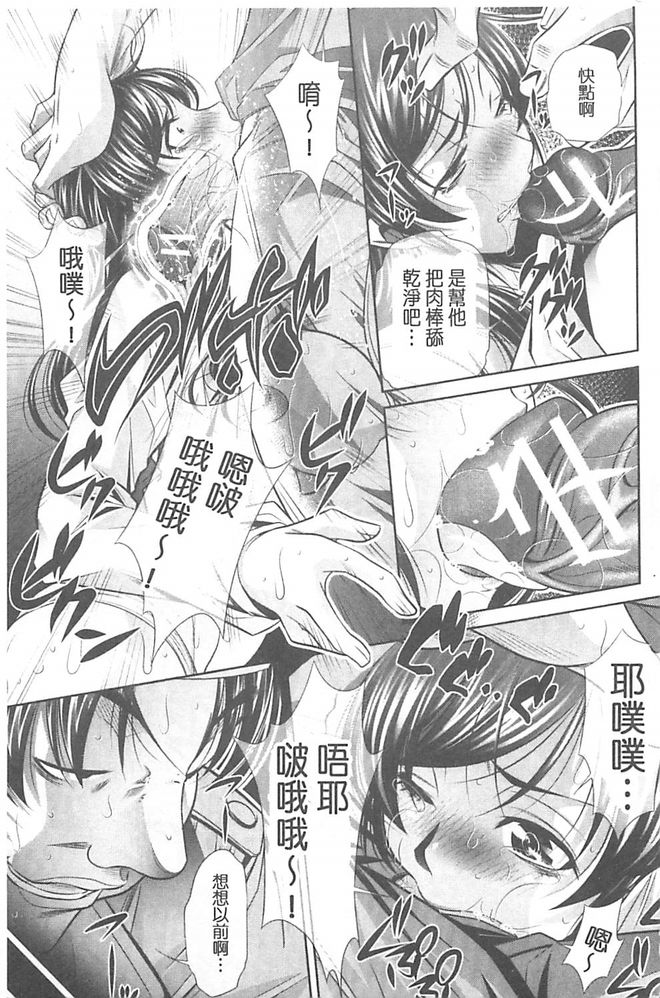 快點啊
是幫他
把肉棒舔
乾淨吧…
唷～！
哦噗～！
嗯啵
哦哦哦～！
耶噗噗…
嗯～
唔耶
啵哦哦～！
想想以前啊…